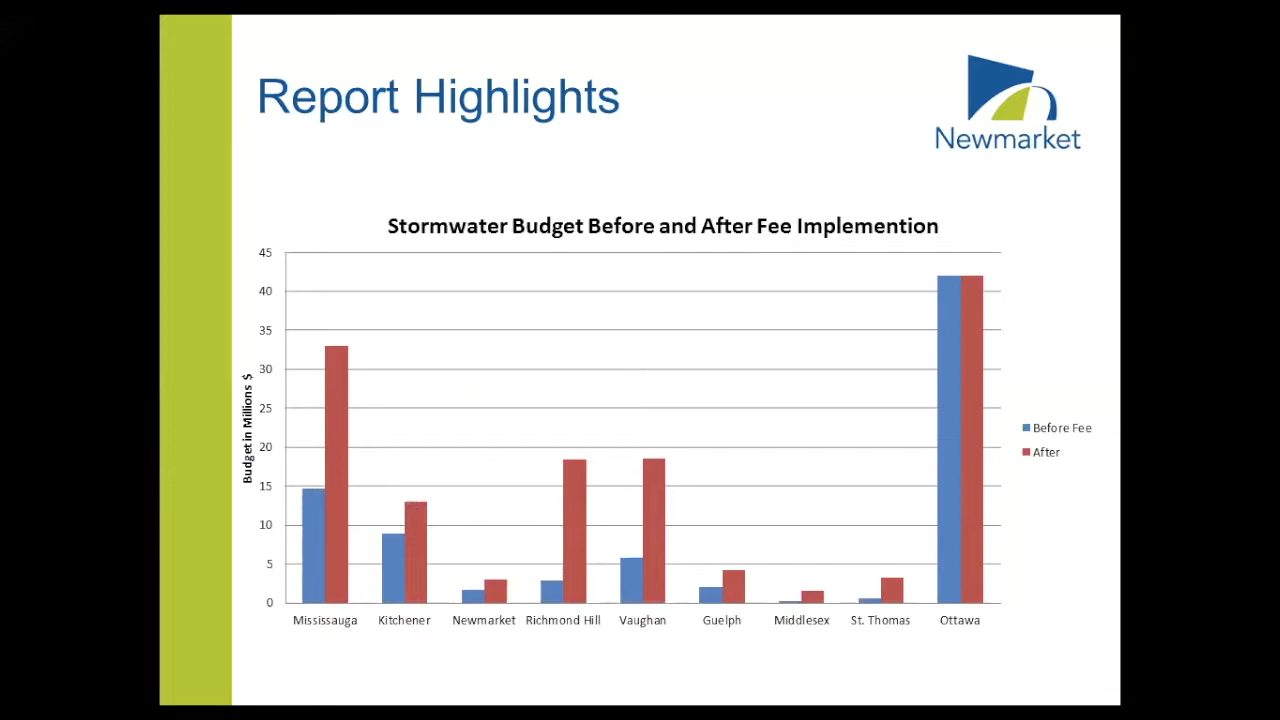 Report Highlights
Newmarket
Stormwater Budget Before and After Fee Implemention
45
40
35
30
25
20
15
10
5
0
Budget in Millions $
Mississauga Kitchener Newmarket Richmond Hill Vaughan Guelph Middlesex St. Thomas Ottawa
Before Fee
After